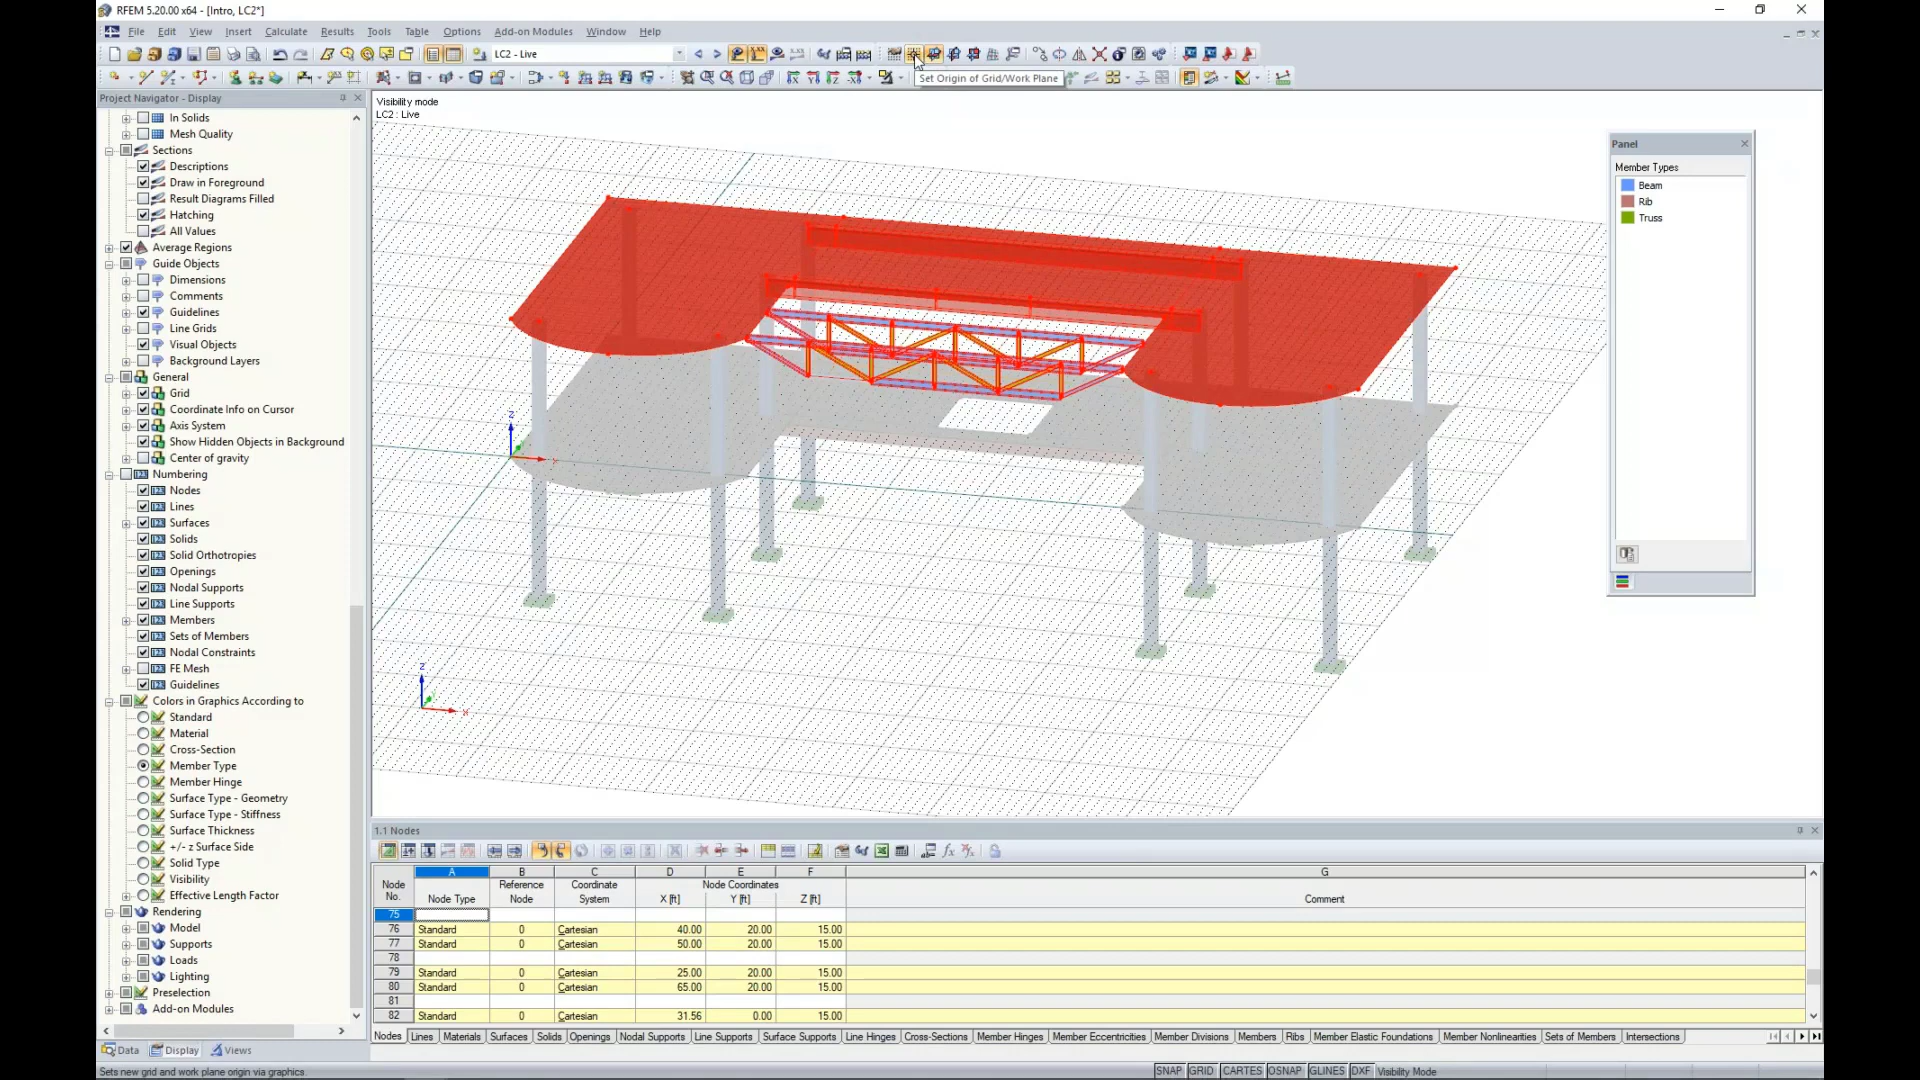 RFEM 5.20.00 x64 - [Intro, LC2*]
File Edit View Insert Calculate Results Tools Table Options Add-on Modules Window Help
LC2 - Live
Set Origin of Grid/Work Plane
Project Navigator - Display
In Solids
Mesh Quality
Sections
Descriptions
Draw in Foreground
Result Diagrams Filled
Hatching
All Values
Average Regions
Guide Objects
Dimensions
Comments
Guidelines
Line Grids
Visual Objects
Background Layers
General
Grid
Coordinate Info on Cursor
Axis System
Show Hidden Objects in Background
Center of gravity
Numbering
Nodes
Lines
Surfaces
Solids
Solid Orthotropies
Openings
Nodal Supports
Line Supports
Members
Sets of Members
Nodal Constraints
FE Mesh
Guidelines
Colors in Graphics According to
Standard
Material
Cross-Section
Member Type
Member Hinge
Surface Type - Geometry
Surface Type - Stiffness
Surface Thickness
+/- z Surface Side
Solid Type
Visibility
Effective Length Factor
Rendering
Model
Supports
Loads
Lighting
Preselection
Add-on Modules
Data Display Views
Visibility mode
LC2 : Live
Z
Z
X
Panel
Member Types
Beam
Rib
Truss
1.1 Nodes
A B C D E F G
Node Reference Coordinate Node Coordinates
No. Node Type Node System X [ft] Y [ft] Z [ft] Comment
75
76 Standard 0 Cartesian 40.00 20.00 15.00
77 Standard 0 Cartesian 50.00 20.00 15.00
78
79 Standard 0 Cartesian 25.00 20.00 15.00
80 Standard 0 Cartesian 65.00 20.00 15.00
81
82 Standard 0 Cartesian 31.56 0.00 15.00
Nodes Lines Materials Surfaces Solids Openings Nodal Supports Line Supports Surface Supports Line Hinges Cross-Sections Member Hinges Member Eccentricities Member Divisions Members Ribs Member Elastic Foundations Member Nonlinearities Sets of Members Intersections
Sets new grid and work plane origin via graphics. SNAP GRID CARTES OSNAP GLINES DXF Visibility Mode